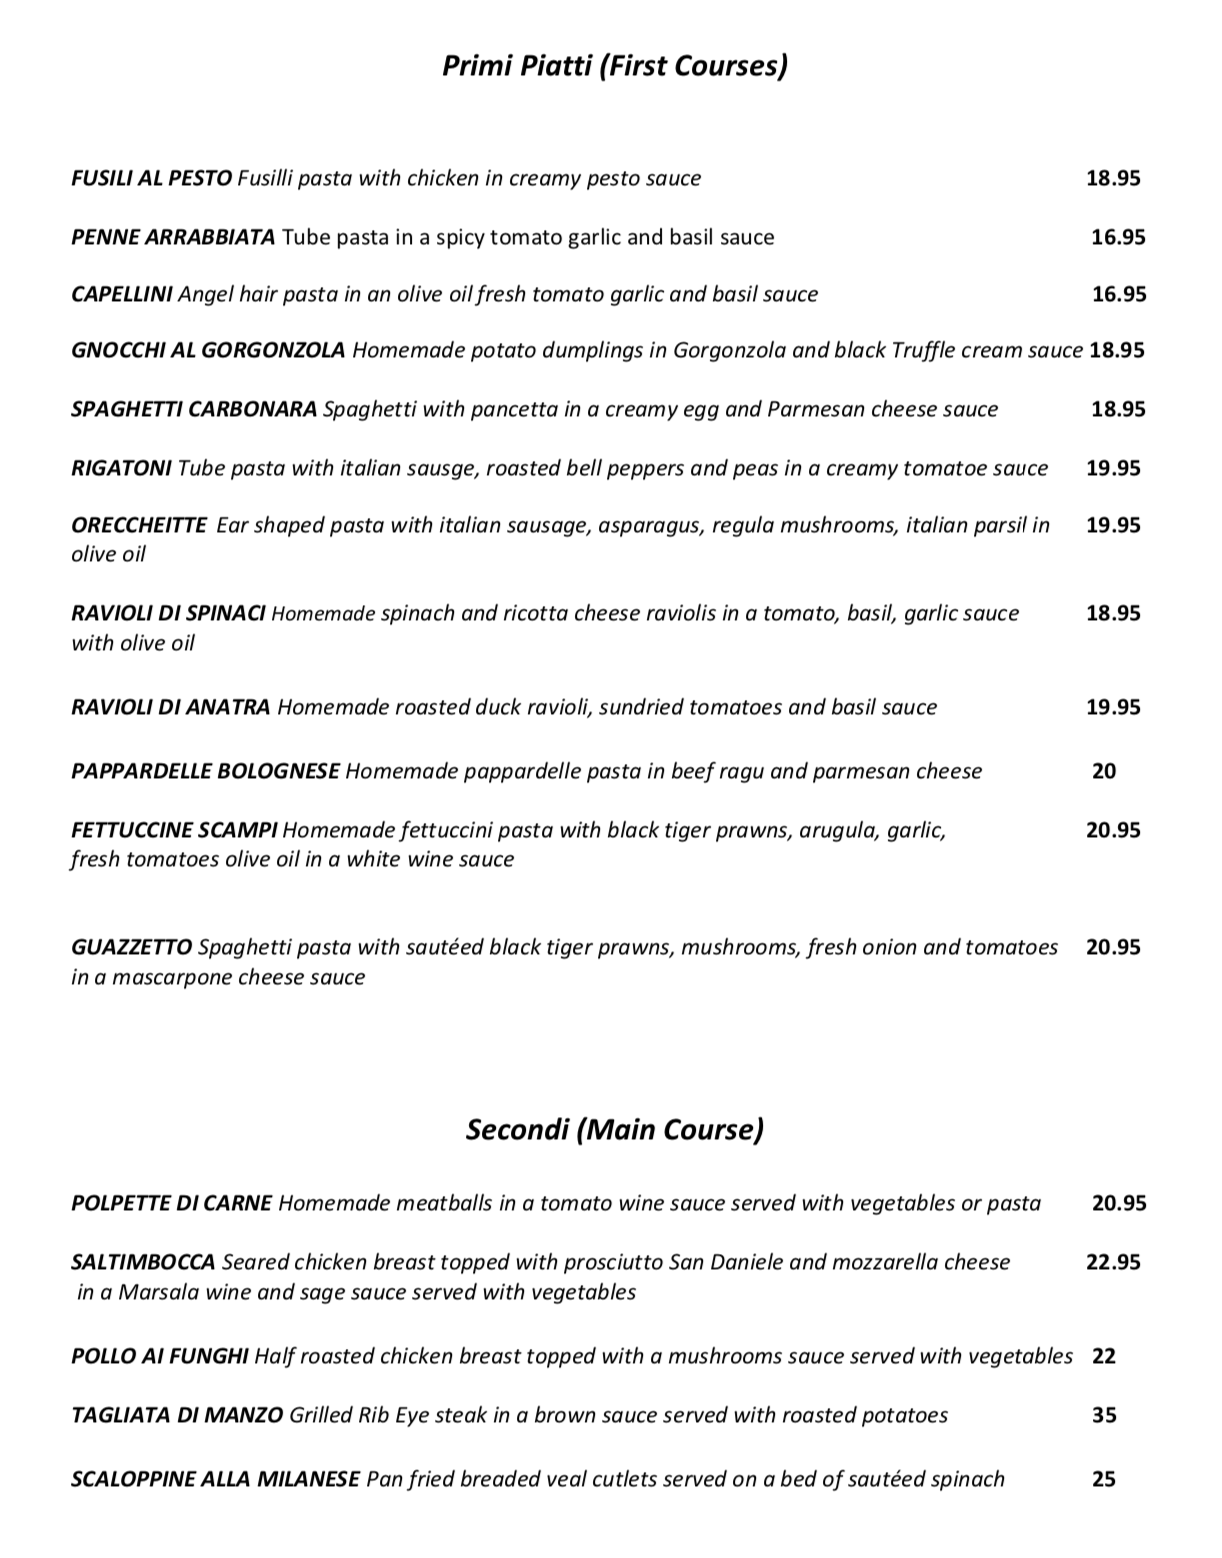 Primi Piatti (First Courses)
FUSILI AL PESTO Fusilli pasta with chicken in creamy pesto sauce 18.95
PENNE ARRABBIATA Tube pasta in a spicy tomato garlic and basil sauce 16.95
CAPELLINI Angel hair pasta in an olive oil fresh tomato garlic and basil sauce 16.95
GNOCCHI AL GORGONZOLA Homemade potato dumplings in Gorgonzola and black Truffle cream sauce 18.95
SPAGHETTI CARBONARA Spaghetti with pancetta in a creamy egg and Parmesan cheese sauce 18.95
RIGATONI Tube pasta with italian sausge, roasted bell peppers and peas in a creamy tomatoe sauce 19.95
ORECCHEITTE Ear shaped pasta with italian sausage, asparagus, regula mushrooms, italian parsil in 19.95
olive oil
RAVIOLI DI SPINACI Homemade spinach and ricotta cheese raviolis in a tomato, basil, garlic sauce 18.95
with olive oil
RAVIOLI DI ANATRA Homemade roasted duck ravioli, sundried tomatoes and basil sauce 19.95
PAPPARDELLE BOLOGNESE Homemade pappardelle pasta in beef ragu and parmesan cheese 20
FETTUCCINE SCAMPI Homemade fettuccini pasta with black tiger prawns, arugula, garlic, 20.95
fresh tomatoes olive oil in a white wine sauce
GUAZZETTO Spaghetti pasta with sautéed black tiger prawns, mushrooms, fresh onion and tomatoes 20.95
in a mascarpone cheese sauce
Secondi (Main Course)
POLPETTE DI CARNE Homemade meatballs in a tomato wine sauce served with vegetables or pasta 20.95
SALTIMBOCCA Seared chicken breast topped with prosciutto San Daniele and mozzarella cheese 22.95
in a Marsala wine and sage sauce served with vegetables
POLLO AI FUNGHI Half roasted chicken breast topped with a mushrooms sauce served with vegetables 22
TAGLIATA DI MANZO Grilled Rib Eye steak in a brown sauce served with roasted potatoes 35
SCALOPPINE ALLA MILANESE Pan fried breaded veal cutlets served on a bed of sautéed spinach 25